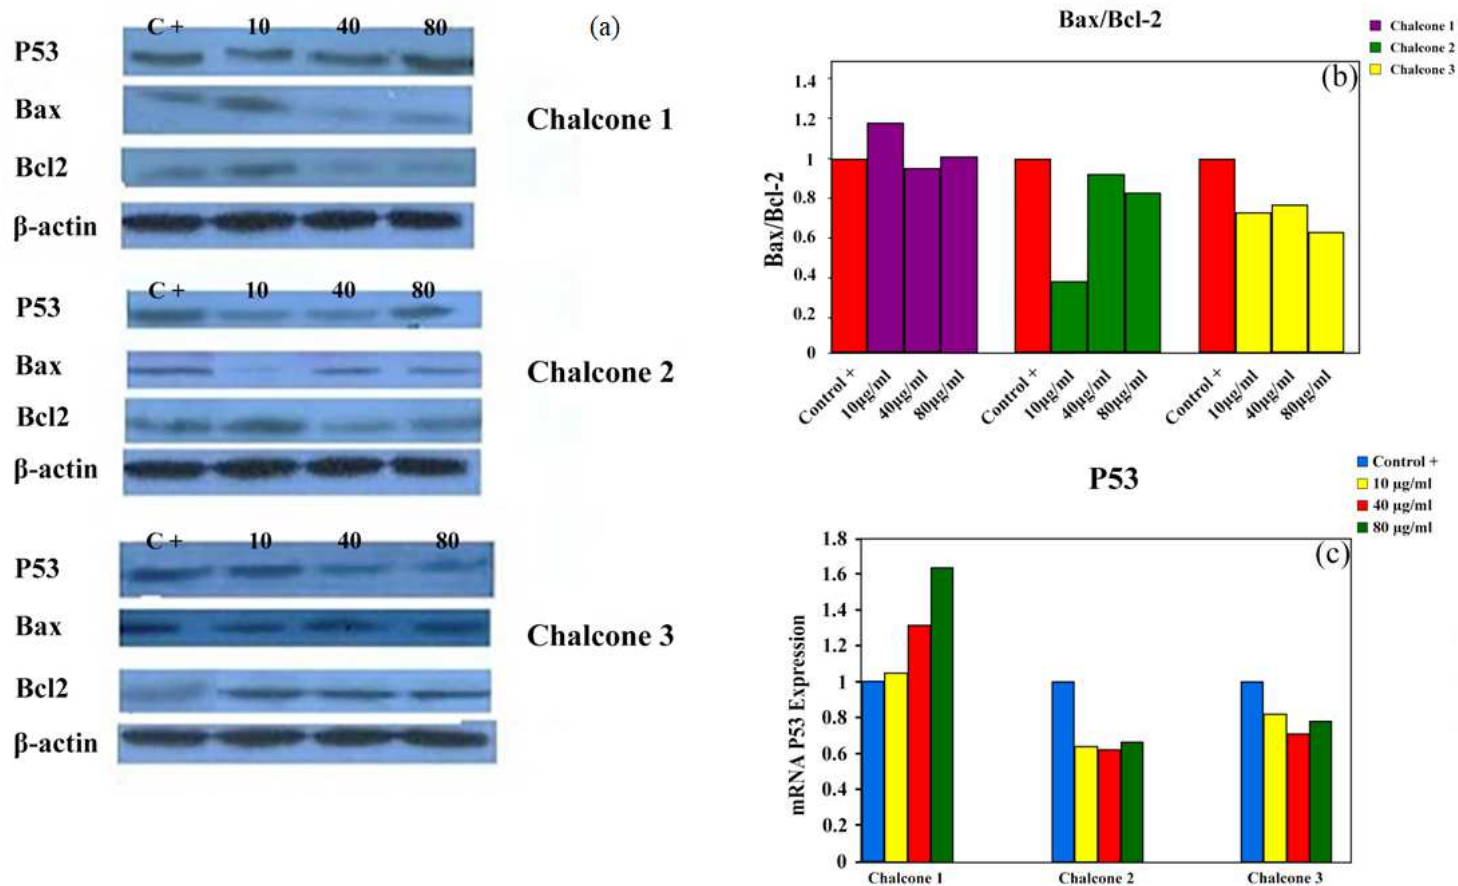 (a)
C + 10 40 80
P53
Bax
Chalcone 1
Bcl2
β-actin
C + 10 40 80
P53
Bax
Chalcone 2
Bcl2
β-actin
C + 10 40 80
P53
Bax
Chalcone 3
Bcl2
β-actin
Bax/Bcl-2
Chalcone 1
Chalcone 2
Chalcone 3
(b)
Bax/Bcl-2
1.4
1.2
1
0.8
0.6
0.4
0.2
0
Control + 10µg/ml 40µg/ml 80µg/ml Control + 10µg/ml 40µg/ml 80µg/ml Control + 10µg/ml 40µg/ml 80µg/ml
P53
Control +
10 µg/ml
40 µg/ml
80 µg/ml
(c)
mRNA P53 Expression
1.8
1.6
1.4
1.2
1
0.8
0.6
0.4
0.2
0
Chalcone 1 Chalcone 2 Chalcone 3